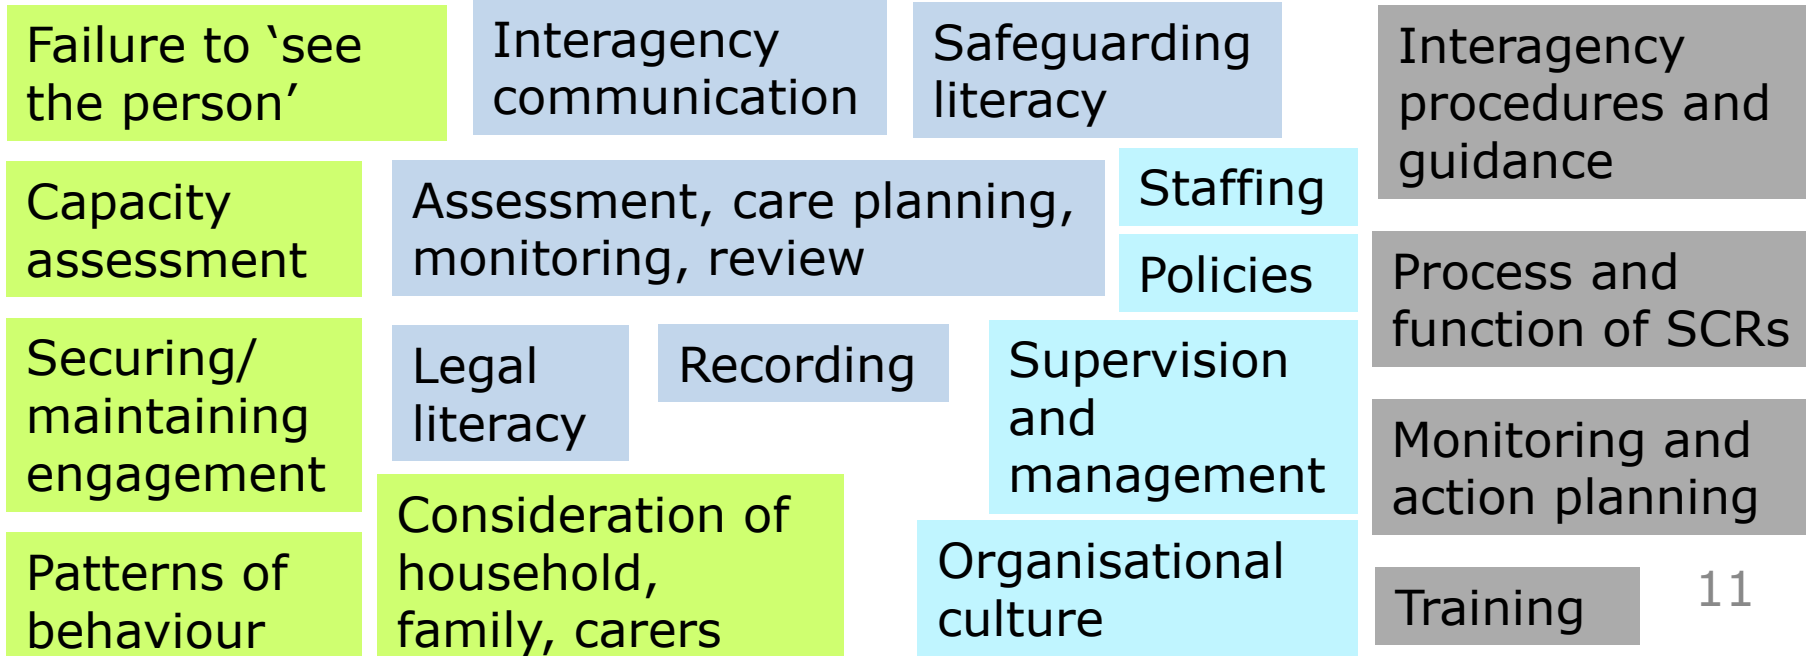 Failure to ‘see
the person’
Interagency
communication
Safeguarding
literacy
Interagency
procedures and
guidance
Capacity
assessment
Assessment, care planning,
monitoring, review
Staffing
Policies
Process and
function of SCRs
Securing/
maintaining
engagement
Legal
literacy
Recording
Supervision
and
management
Monitoring and
action planning
Patterns of
behaviour
Consideration of
household,
family, carers
Organisational
culture
Training
11